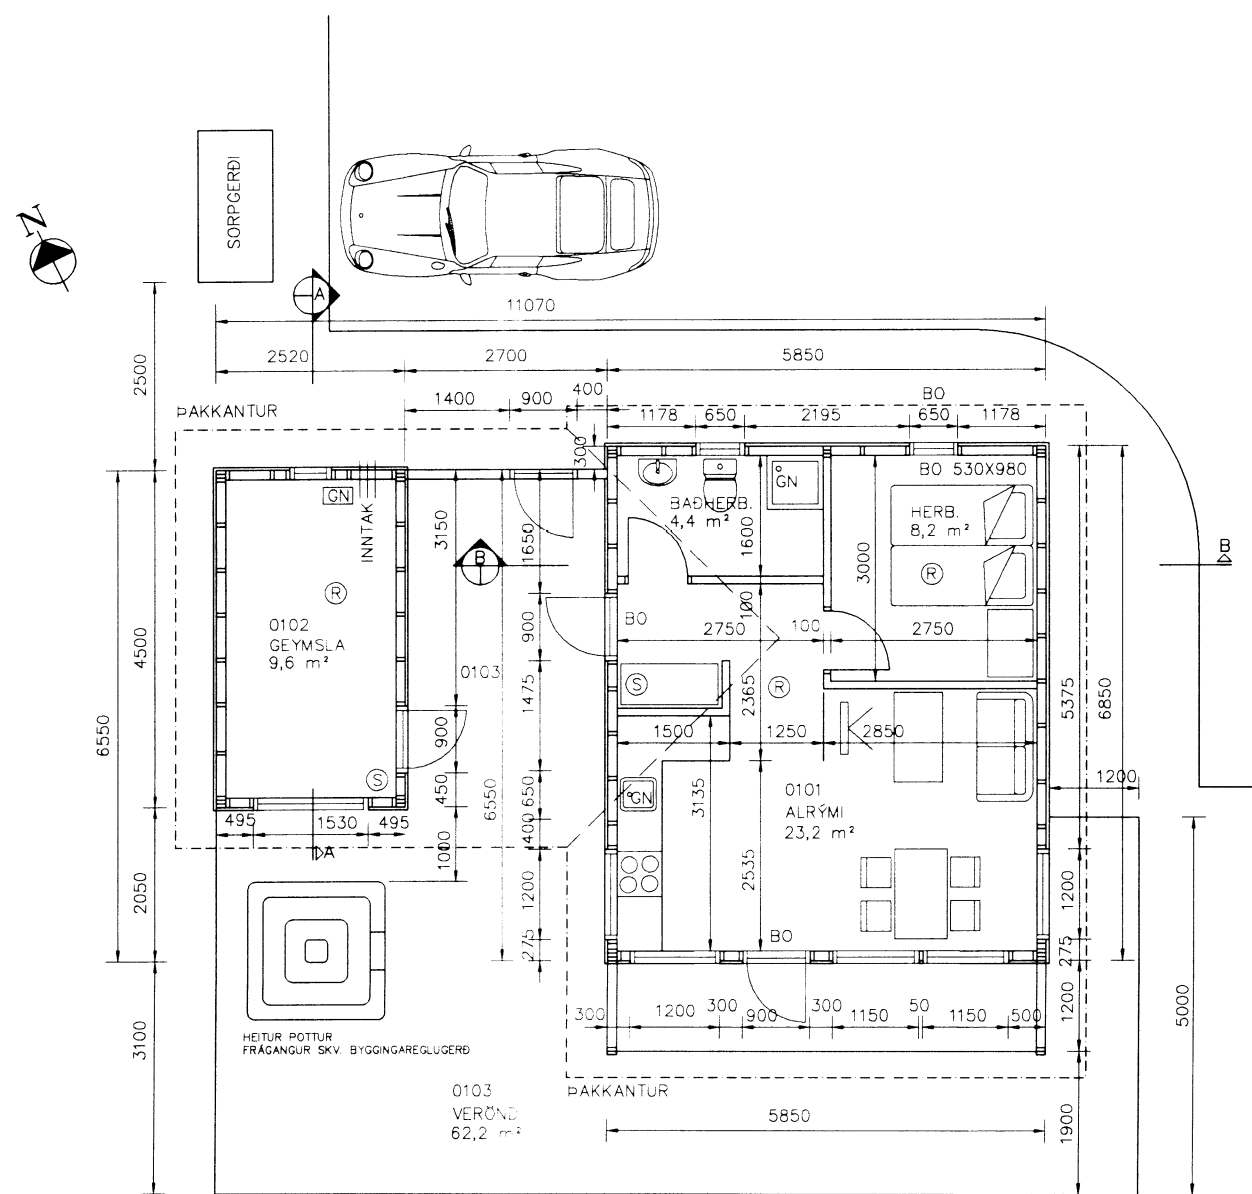 SORPGERÐI
N
A
11070
2520
2700
5850
2500
400
1400
900
ÞAKKANTUR
BO
1178
650
2195
650
1178
300
BO 530X980
GN
GN
INNTAK
BAÐHERB.
4,4 m²
HERB.
8,2 m²
3150
1650
1600
3000
B
B
R
R
0102
GEYMSLA
9,6 m²
100
BO
2750
100
2750
900
4500
0103
S
R
1475
2365
5375
6850
6550
900
1500
1250
2850
S
450
650
6550
GN
3135
0101
ALRÝMI
23,2 m²
1200
495
1530
495
400
A
1000
2535
2050
1200
1200
BO
275
275
300
1200
300
900
300
1150
50
1150
500
1200
5000
3100
HEITUR POTTUR
FRÁGANGUR SKV. BYGGINGAREGLUGERÐ
0103
VERÖND
62,2 m²
ÞAKKANTUR
5850
1900